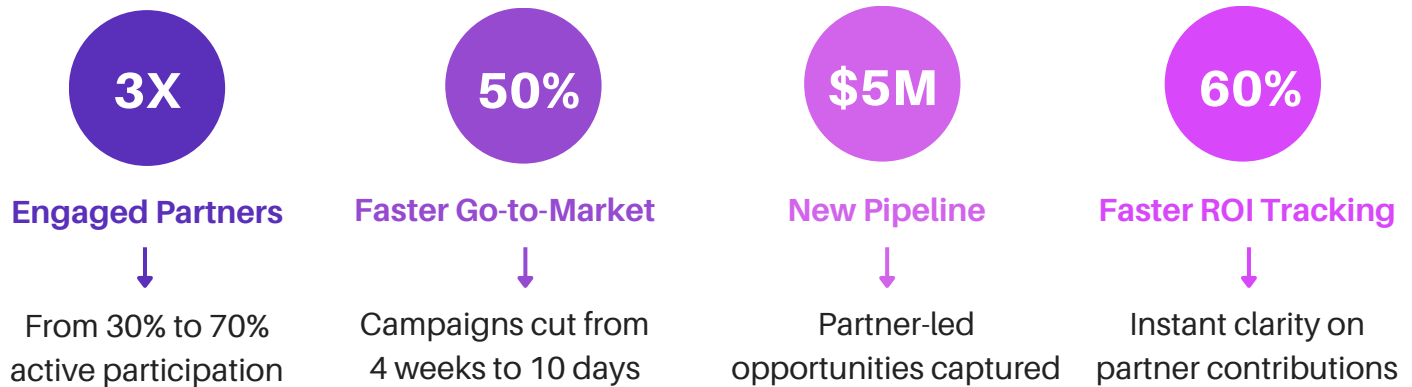 3X
Engaged Partners
From 30% to 70%
active participation
50%
Faster Go-to-Market
Campaigns cut from
4 weeks to 10 days
$5M
New Pipeline
Partner-led
opportunities captured
60%
Faster ROI Tracking
Instant clarity on
partner contributions